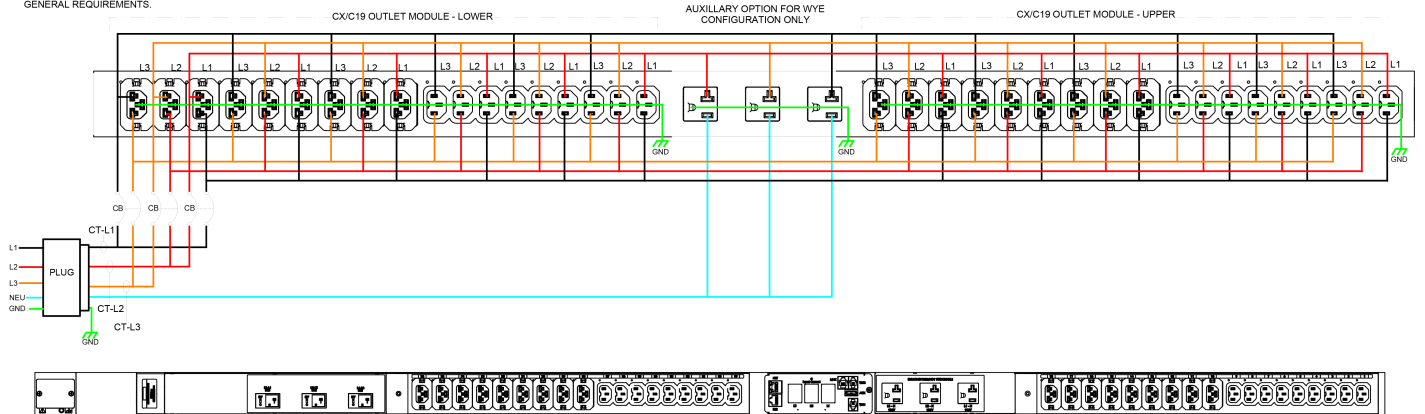 GENERAL REQUIREMENTS.
CX/C19 OUTLET MODULE - LOWER
AUXILLARY OPTION FOR WYE
CONFIGURATION ONLY
CX/C19 OUTLET MODULE - UPPER
L3 L2 L1 L3 L2 L1 L3 L2 L1 L3 L2 L1 L3 L2 L1 L3 L2 L1
L3 L2 L1 L3 L2 L1 L3 L2 L1 L3 L2 L1 L3 L2 L1 L3 L2 L1
GND
GND
GND
CB
CB
CB
CT-L1
L1
L2
L3
NEU
GND
PLUG
CT-L2
CT-L3
GND